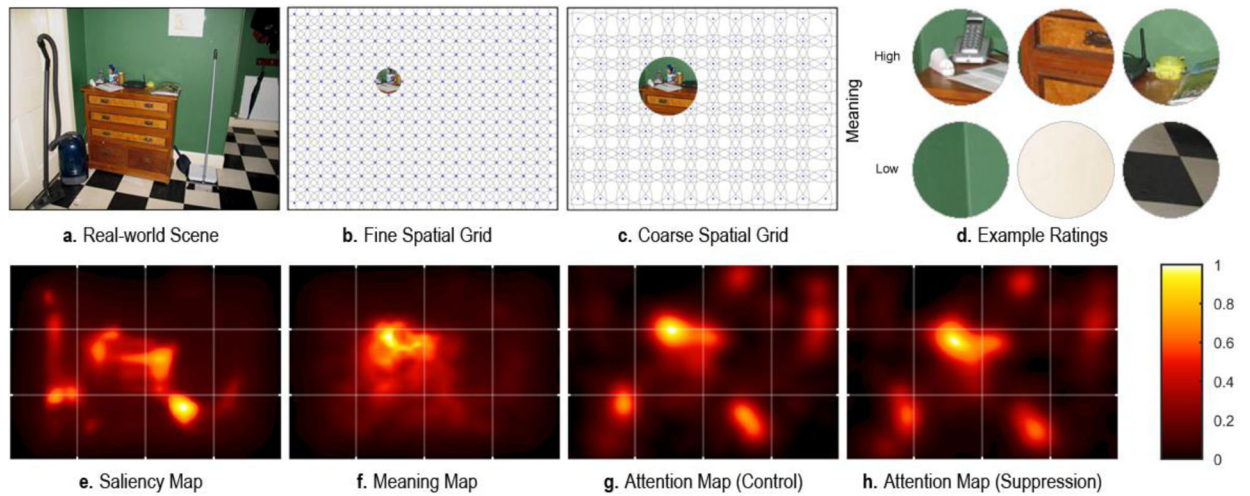 High
Meaning
Low
a. Real-world Scene
b. Fine Spatial Grid
c. Coarse Spatial Grid
d. Example Ratings
1
0.8
0.6
0.4
0.2
0
e. Saliency Map
f. Meaning Map
g. Attention Map (Control)
h. Attention Map (Suppression)